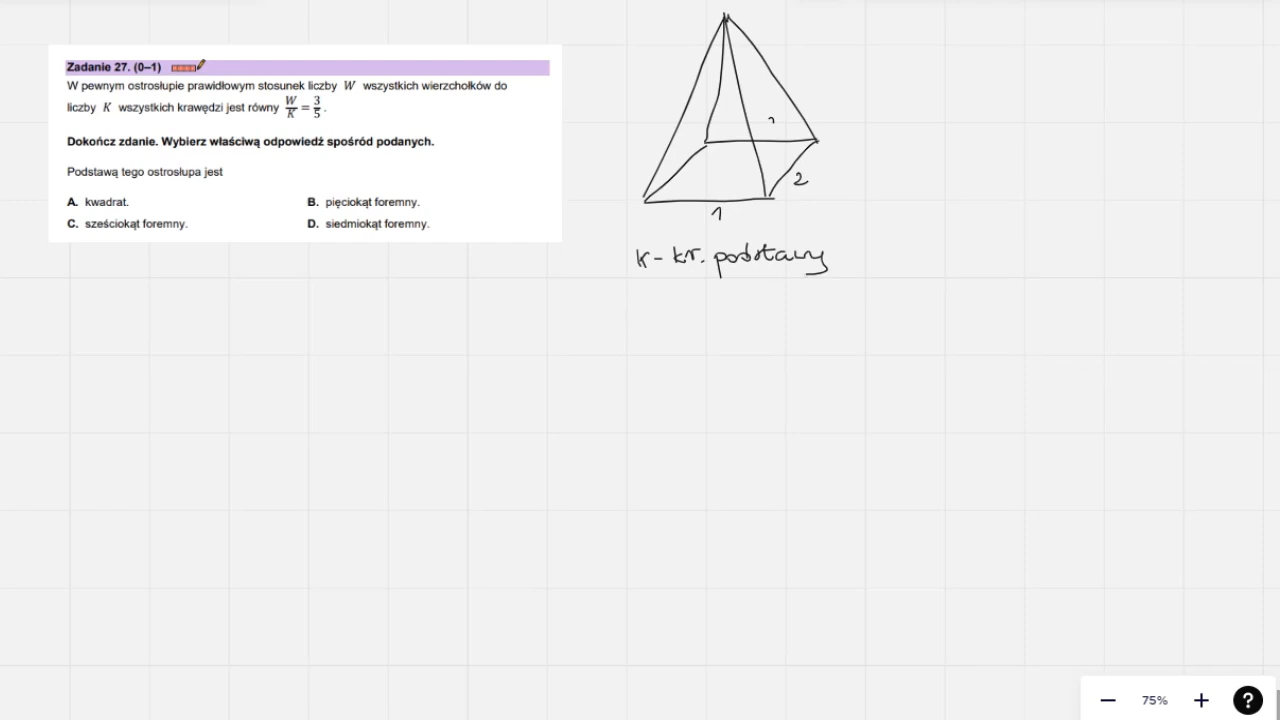 Zadanie 27. (0–1)
W pewnym ostrosłupie prawidłowym stosunek liczby W wszystkich wierzchołków do
liczby K wszystkich krawędzi jest równy W/K = 3/5.
Dokończ zdanie. Wybierz właściwą odpowiedź spośród podanych.
Podstawą tego ostrosłupa jest
A. kwadrat. B. pięciokąt foremny.
C. sześciokąt foremny. D. siedmiokąt foremny.
2
1
K - kr. podstawy
75%
?